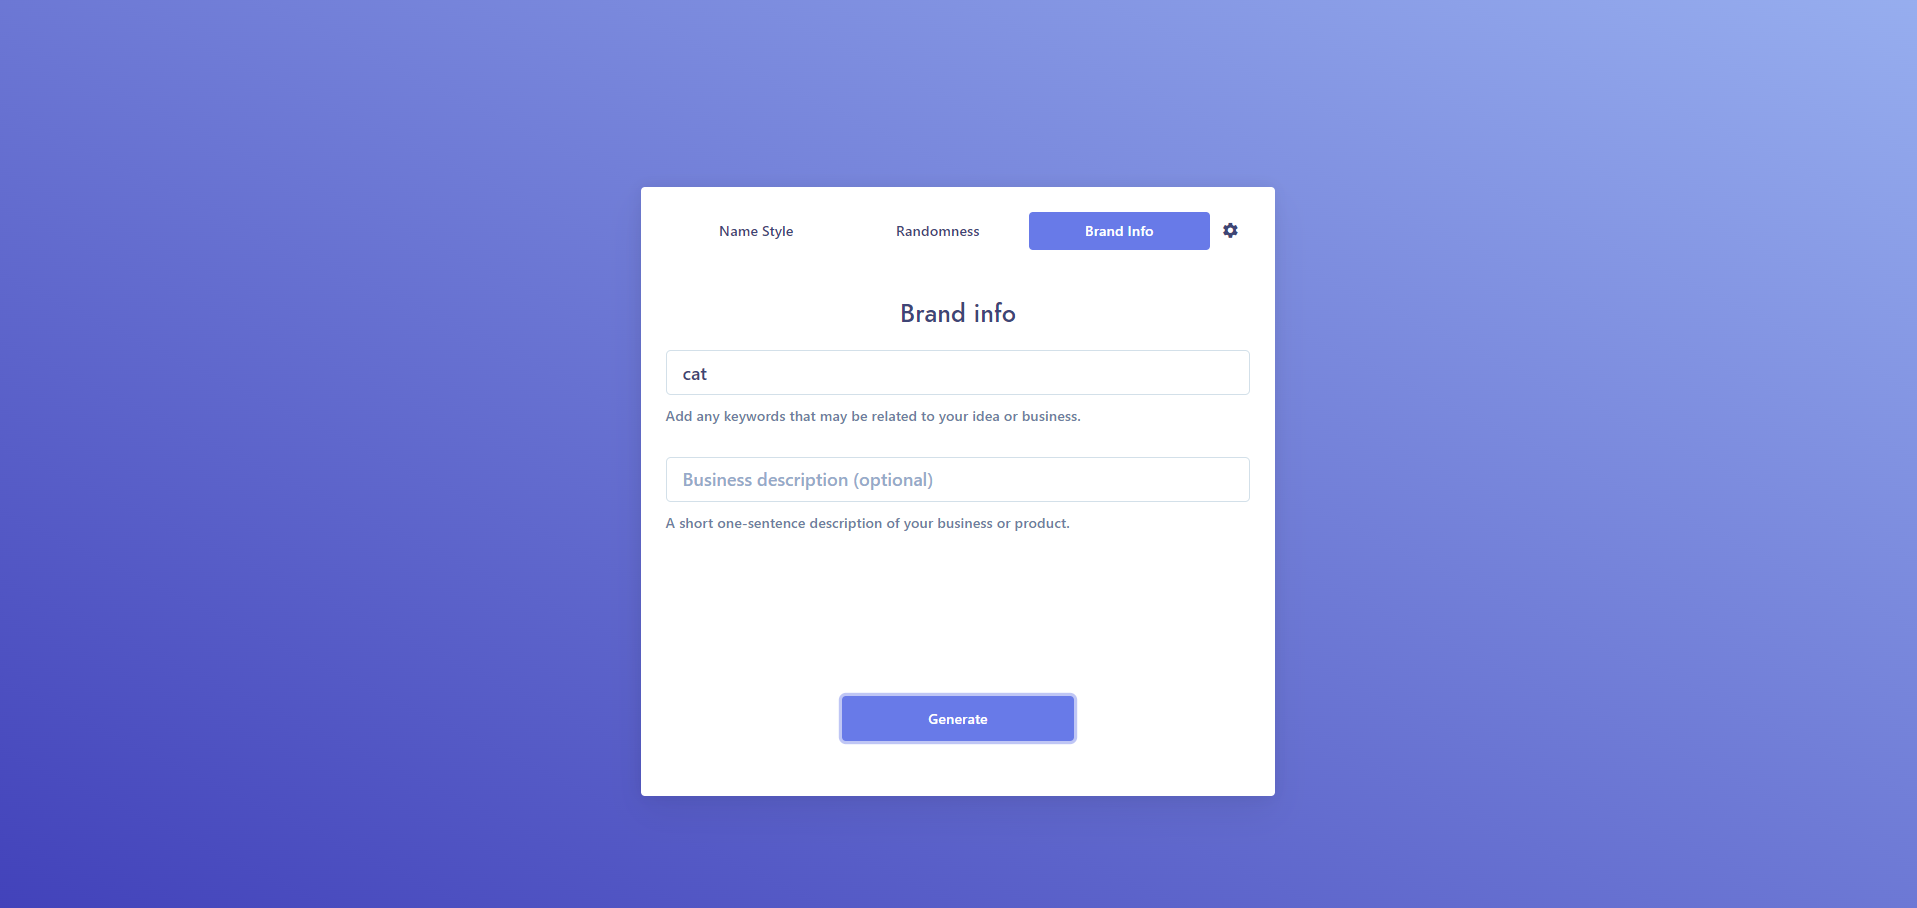 Name Style
Randomness
Brand Info
Brand info
cat
Add any keywords that may be related to your idea or business.
Business description (optional)
A short one-sentence description of your business or product.
Generate